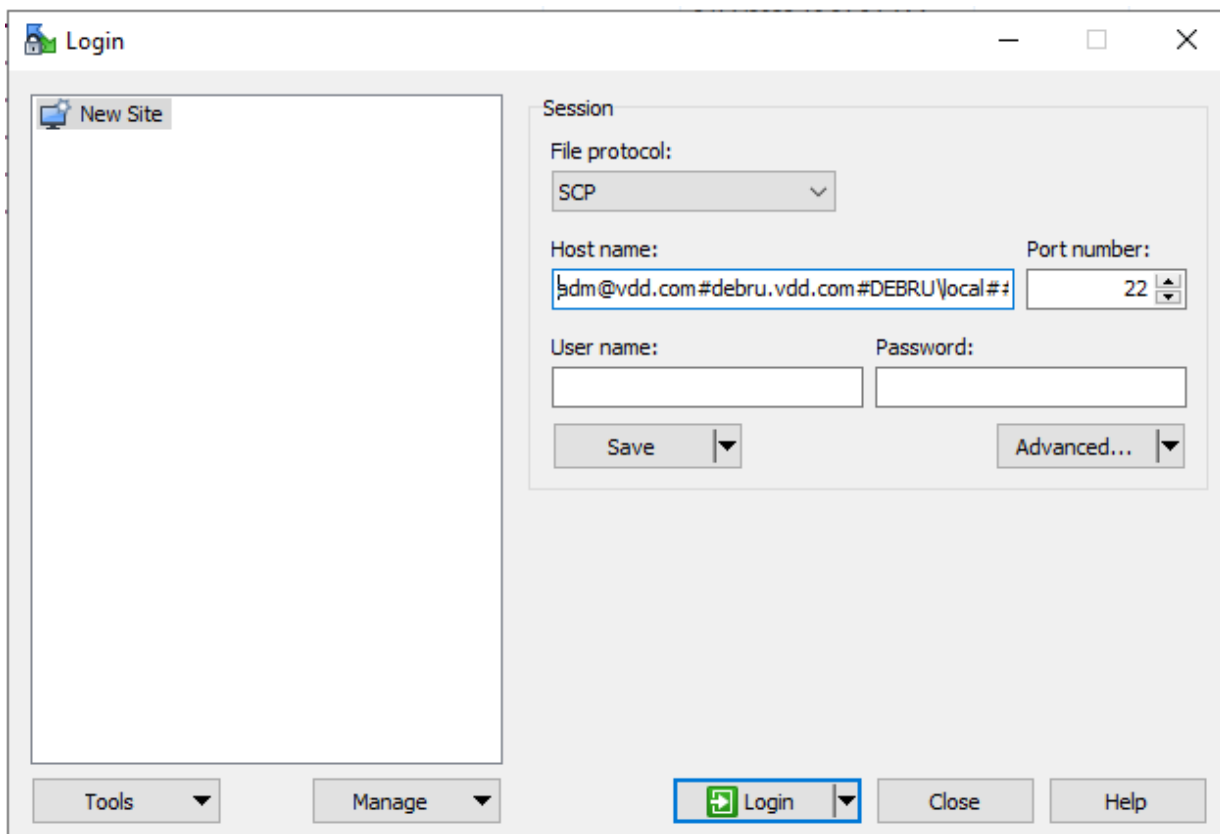 Login
New Site
Session
File protocol:
SCP
Host name:
Port number:
adm@vdd.com#debru.vdd.com#DEBRU\local##
22
User name:
Password:
Save
Advanced...
Tools
Manage
Login
Close
Help